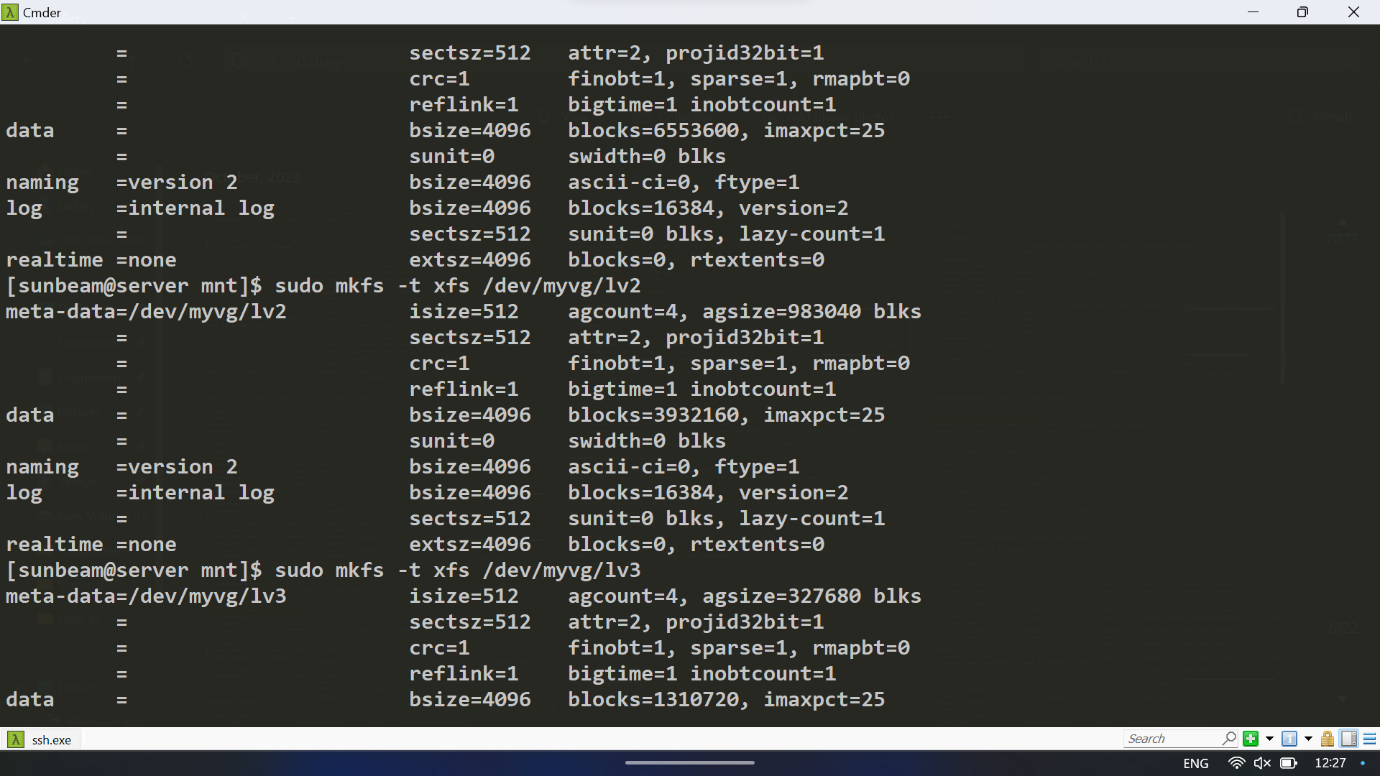 Cmder
= sectsz=512 attr=2, projid32bit=1
= crc=1 finobt=1, sparse=1, rmapbt=0
= reflink=1 bigtime=1 inobtcount=1
data = bsize=4096 blocks=6553600, imaxpct=25
= sunit=0 swidth=0 blks
naming =version 2 bsize=4096 ascii-ci=0, ftype=1
log =internal log bsize=4096 blocks=16384, version=2
= sectsz=512 sunit=0 blks, lazy-count=1
realtime =none extsz=4096 blocks=0, rtextents=0
[sunbeam@server mnt]$ sudo mkfs -t xfs /dev/myvg/lv2
meta-data=/dev/myvg/lv2 isize=512 agcount=4, agsize=983040 blks
= sectsz=512 attr=2, projid32bit=1
= crc=1 finobt=1, sparse=1, rmapbt=0
= reflink=1 bigtime=1 inobtcount=1
data = bsize=4096 blocks=3932160, imaxpct=25
= sunit=0 swidth=0 blks
naming =version 2 bsize=4096 ascii-ci=0, ftype=1
log =internal log bsize=4096 blocks=16384, version=2
= sectsz=512 sunit=0 blks, lazy-count=1
realtime =none extsz=4096 blocks=0, rtextents=0
[sunbeam@server mnt]$ sudo mkfs -t xfs /dev/myvg/lv3
meta-data=/dev/myvg/lv3 isize=512 agcount=4, agsize=327680 blks
= sectsz=512 attr=2, projid32bit=1
= crc=1 finobt=1, sparse=1, rmapbt=0
= reflink=1 bigtime=1 inobtcount=1
data = bsize=4096 blocks=1310720, imaxpct=25
ssh.exe Search
ENG 12:27